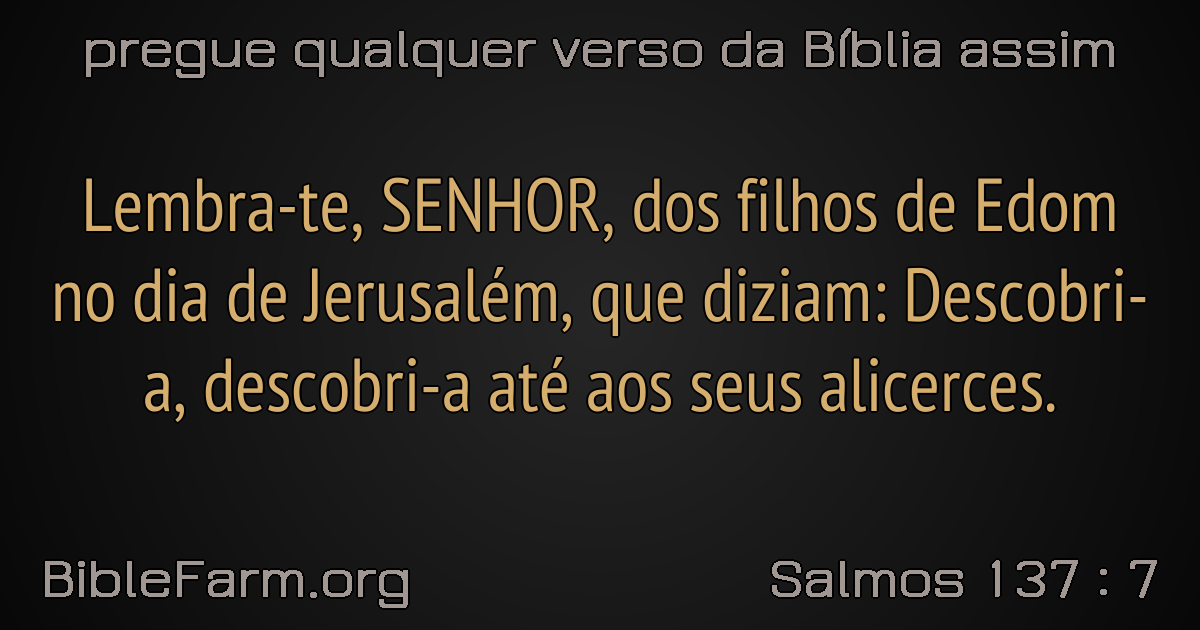 pregue qualquer verso da Bíblia assim
Lembra-te, SENHOR, dos filhos de Edom
no dia de Jerusalém, que diziam: Descobri-
a, descobri-a até aos seus alicerces.
BibleFarm.org
Salmos 137 : 7